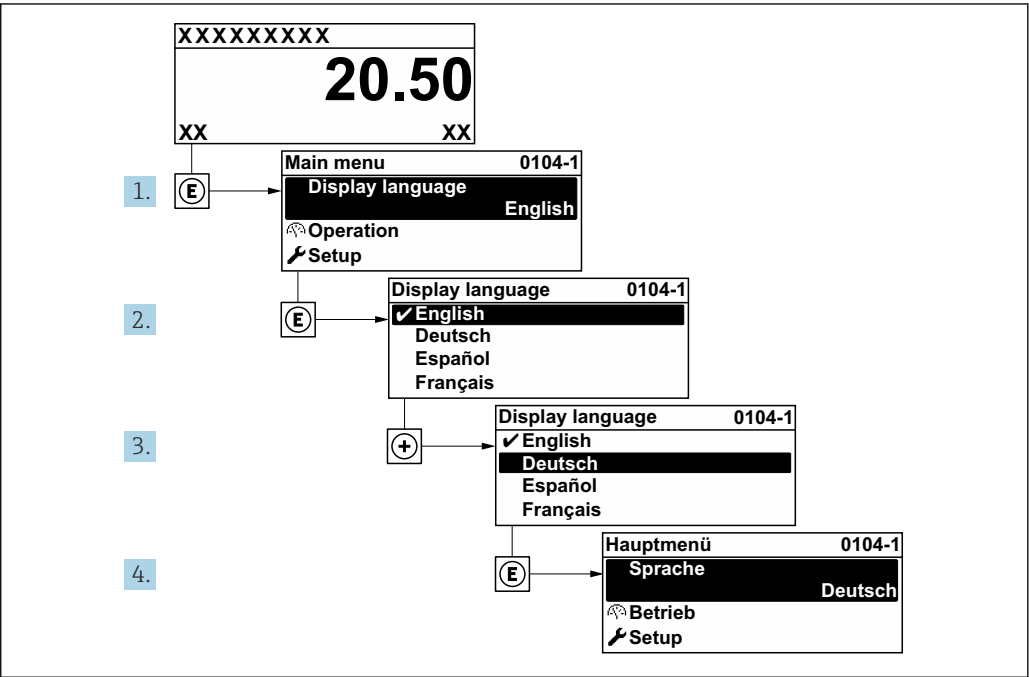 XXXXXXXXX
20.50
XX XX
1. E
Main menu 0104-1
Display language
English
Operation
Setup
2. E
Display language 0104-1
✔English
Deutsch
Español
Français
3. +
Display language 0104-1
✔English
Deutsch
Español
Français
4. E
Hauptmenü 0104-1
Sprache
Deutsch
Betrieb
Setup